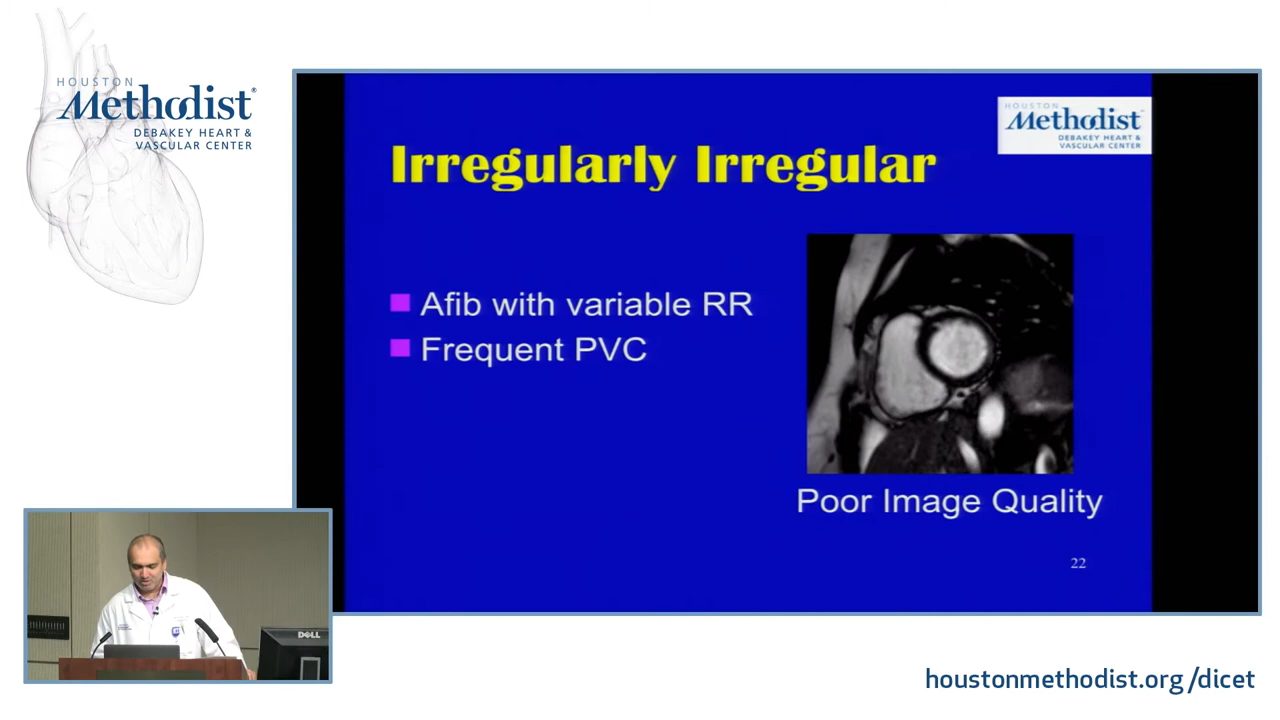 HOUSTON
Methodist®
DEBAKEY HEART &
VASCULAR CENTER
HOUSTON
Methodist
DEBAKEY HEART &
VASCULAR CENTER
Irregularly Irregular
Afib with variable RR
Frequent PVC
Poor Image Quality
22
DELL
houstonmethodist.org/dicet